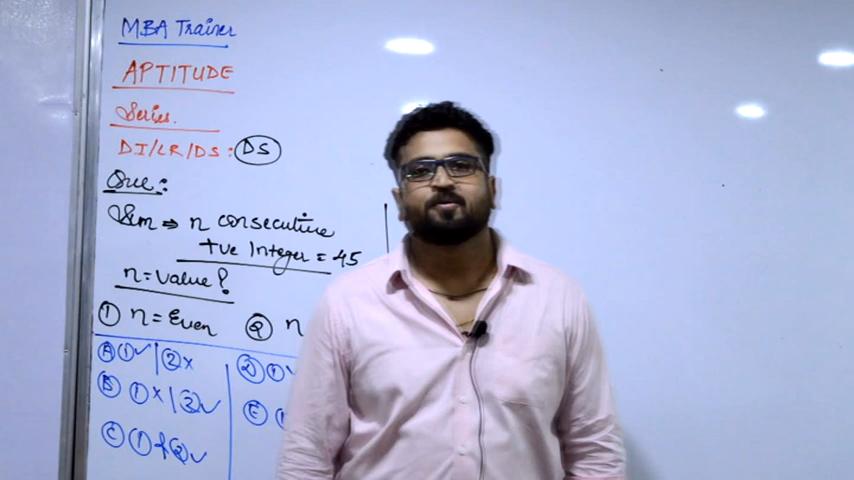 MBA Trainer
APTITUDE
Series.
DI/LR/DS: DS
Que:
Sum ⇒ n consecutive
+ve Integer = 45
n = Value?
① n = Even ② n
Ⓐ ① ✓ | ② ×
Ⓑ ① × | ② ✓
Ⓒ ① & ② ✓
① ✓
Ⓔ